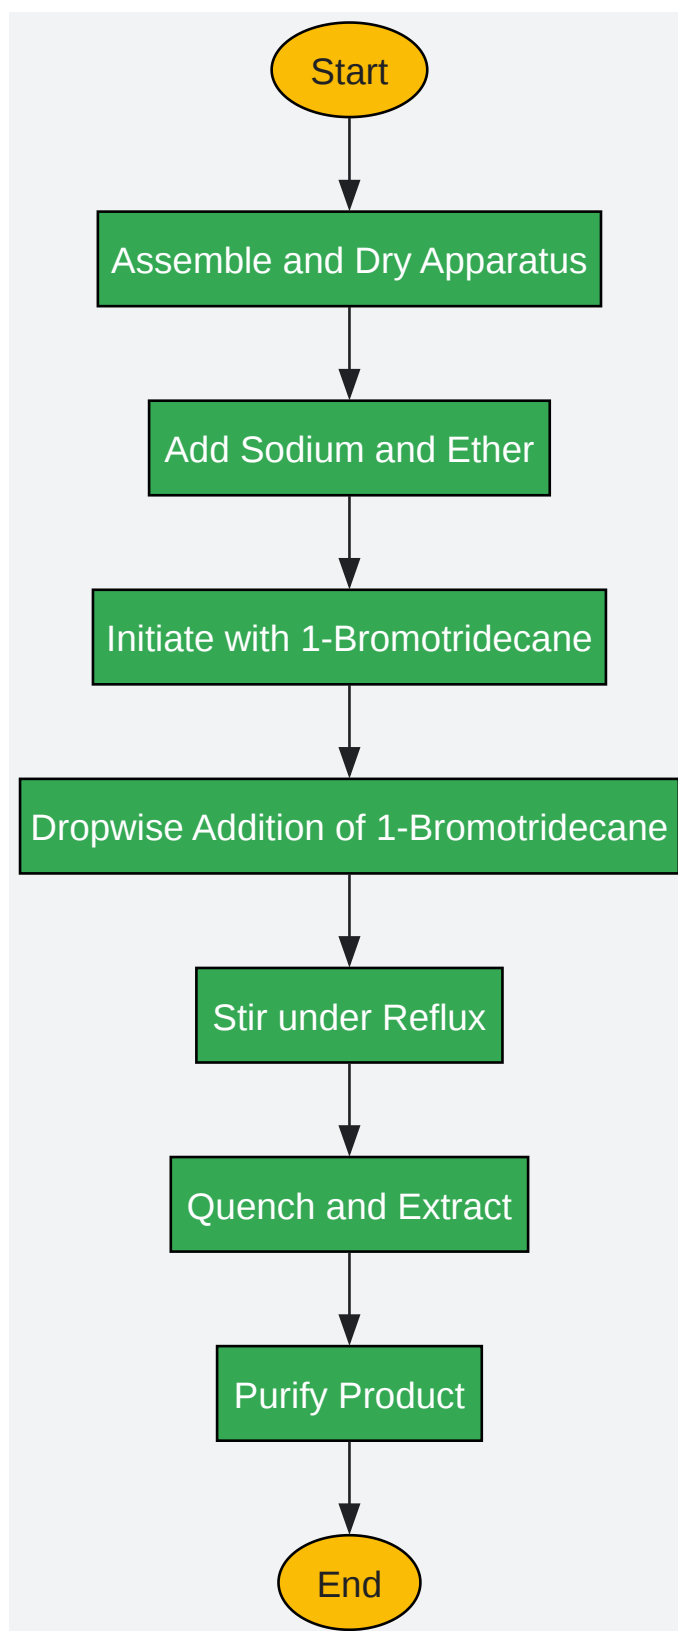 Start
Assemble and Dry Apparatus
Add Sodium and Ether
Initiate with 1-Bromotridecane
Dropwise Addition of 1-Bromotridecane
Stir under Reflux
Quench and Extract
Purify Product
End